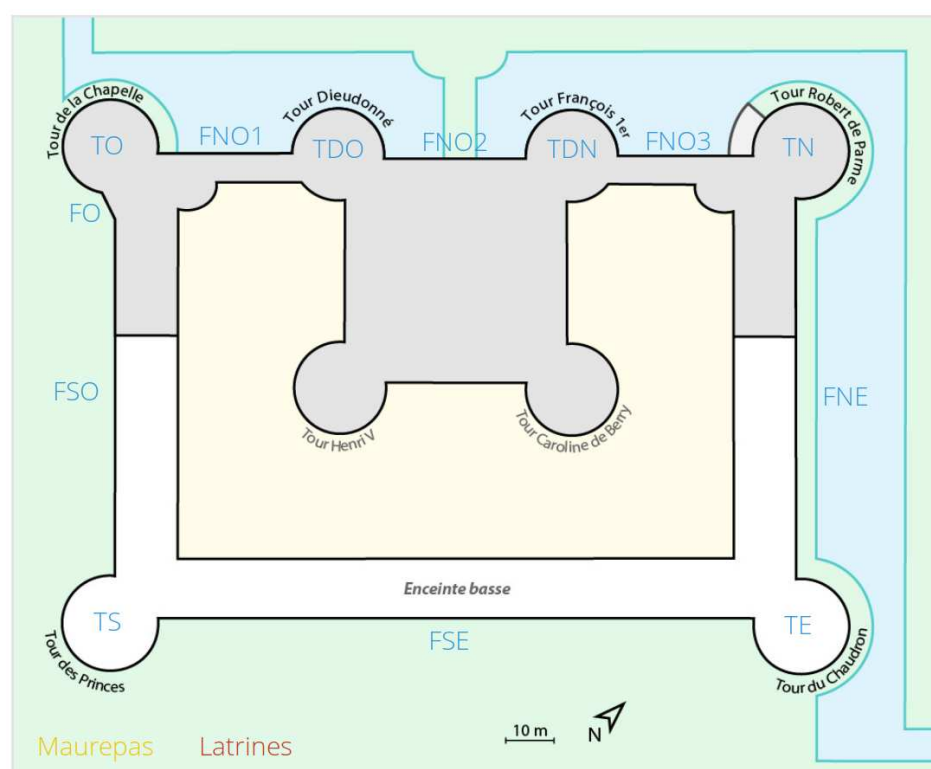 Tour de la Chapelle
TO
FNO1
Tour Dieudonné
TDO
FNO2
Tour François 1er
TDN
FNO3
Tour Robert de Parme
TN
FO
FSO
FNE
Tour Henri V
Tour Caroline de Berry
Enceinte basse
TS
FSE
TE
Tour des Princes
Tour du Chaudron
Maurepas
Latrines
10 m
N